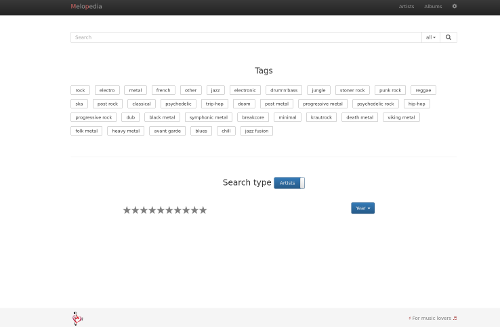 Melopedia
Artists Albums
Search
all
Tags
rock electro metal french other jazz electronic drum'n'bass jungle stoner rock punk rock reggae
ska post rock classical psychedelic trip-hop doom post metal progressive metal psychedelic rock hip-hop
progressive rock dub black metal symphonic metal breakcore minimal krautrock death metal viking metal
folk metal heavy metal avant garde blues chill jazz fusion
Search type Artists
Year
For music lovers